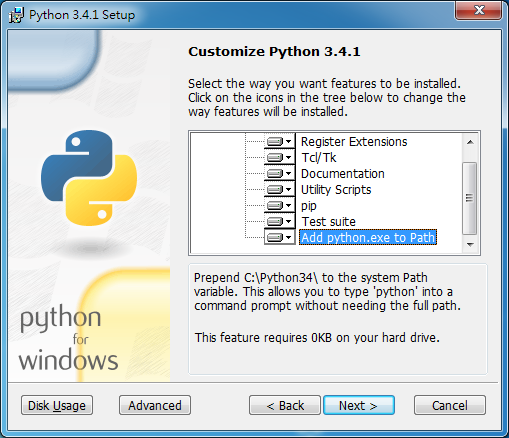 Python 3.4.1 Setup
Customize Python 3.4.1
Select the way you want features to be installed.
Click on the icons in the tree below to change the
way features will be installed.
Register Extensions
Tcl/Tk
Documentation
Utility Scripts
pip
Test suite
Add python.exe to Path
Prepend C:\Python34\ to the system Path
variable. This allows you to type 'python' into a
command prompt without needing the full path.
This feature requires 0KB on your hard drive.
python
for
windows
Disk Usage
Advanced
< Back
Next >
Cancel